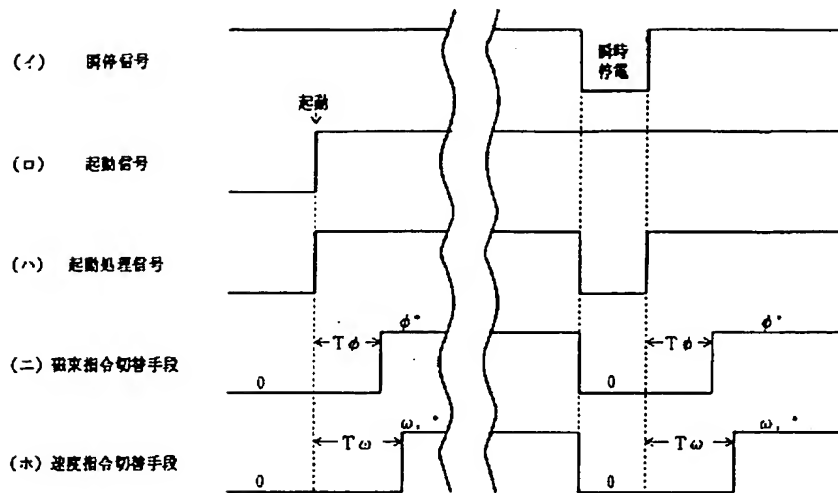 (イ) 瞬停信号
瞬時
停電
起動
(ロ) 起動信号
(ハ) 起動処理信号
(ニ) 磁束指令切替手段
0
Tφ
φ*
0
Tφ
φ*
(ホ) 速度指令切替手段
0
Tω
ωr*
0
Tω
ωr*